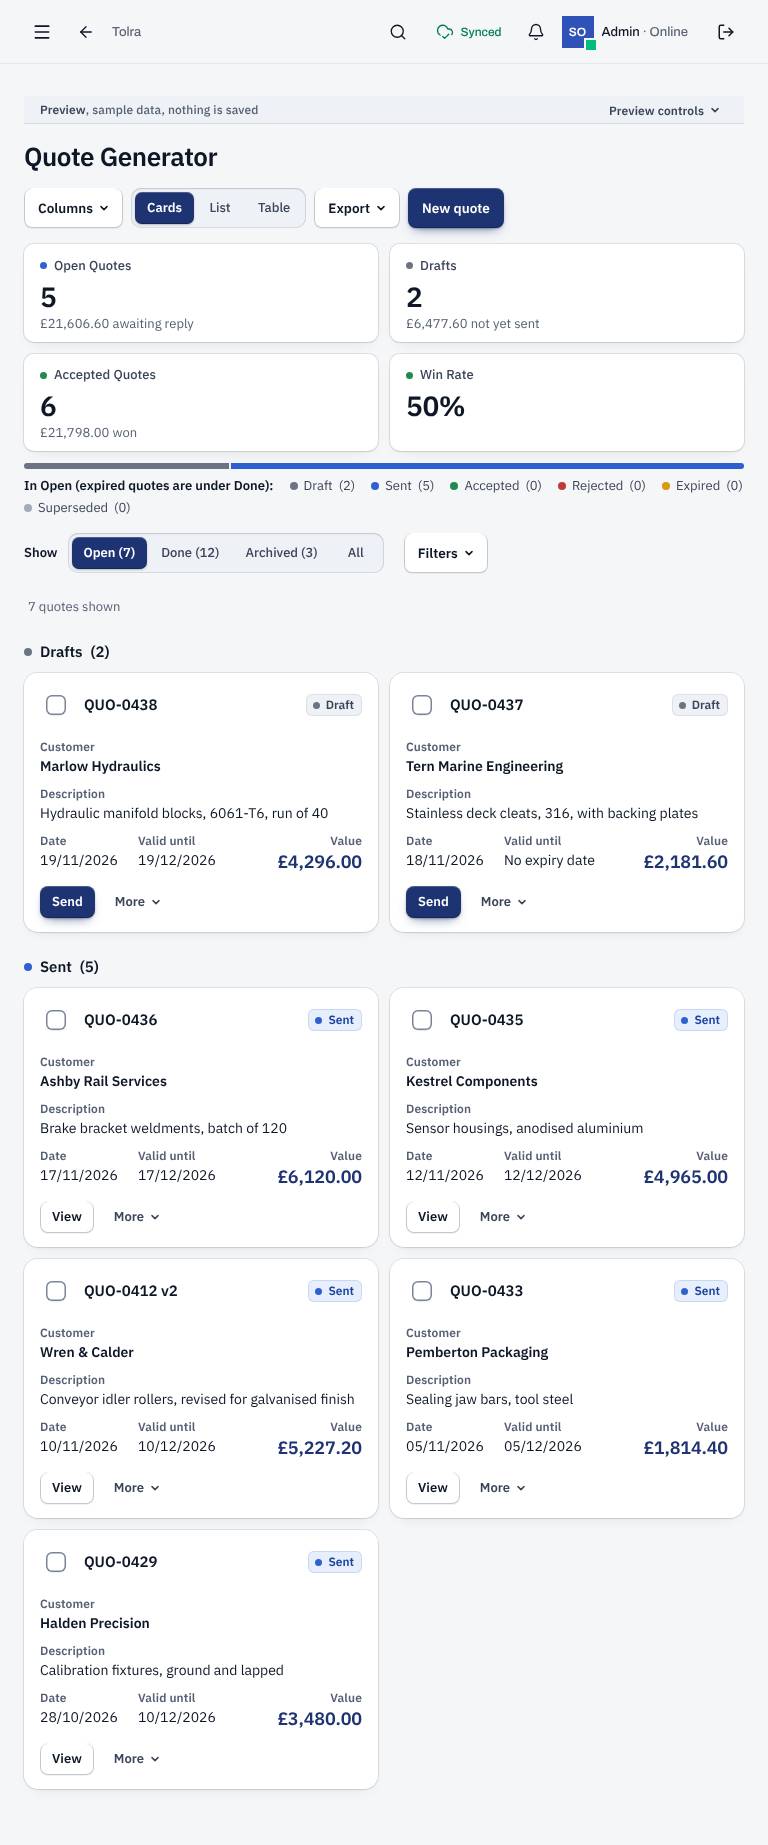 Tolra
Synced
SO
Admin · Online
Preview, sample data, nothing is saved
Preview controls
Quote Generator
Columns
Cards
List
Table
Export
New quote
Open Quotes
5
£21,606.60 awaiting reply
Drafts
2
£6,477.60 not yet sent
Accepted Quotes
6
£21,798.00 won
Win Rate
50%
In Open (expired quotes are under Done): Draft (2) Sent (5) Accepted (0) Rejected (0) Expired (0)
Superseded (0)
Show
Open (7)
Done (12)
Archived (3)
All
Filters
7 quotes shown
Drafts (2)
QUO-0438
Draft
Customer
Marlow Hydraulics
Description
Hydraulic manifold blocks, 6061-T6, run of 40
Date Valid until Value
19/11/2026 19/12/2026 £4,296.00
Send More
QUO-0437
Draft
Customer
Tern Marine Engineering
Description
Stainless deck cleats, 316, with backing plates
Date Valid until Value
18/11/2026 No expiry date £2,181.60
Send More
Sent (5)
QUO-0436
Sent
Customer
Ashby Rail Services
Description
Brake bracket weldments, batch of 120
Date Valid until Value
17/11/2026 17/12/2026 £6,120.00
View More
QUO-0435
Sent
Customer
Kestrel Components
Description
Sensor housings, anodised aluminium
Date Valid until Value
12/11/2026 12/12/2026 £4,965.00
View More
QUO-0412 v2
Sent
Customer
Wren & Calder
Description
Conveyor idler rollers, revised for galvanised finish
Date Valid until Value
10/11/2026 10/12/2026 £5,227.20
View More
QUO-0433
Sent
Customer
Pemberton Packaging
Description
Sealing jaw bars, tool steel
Date Valid until Value
05/11/2026 05/12/2026 £1,814.40
View More
QUO-0429
Sent
Customer
Halden Precision
Description
Calibration fixtures, ground and lapped
Date Valid until Value
28/10/2026 10/12/2026 £3,480.00
View More